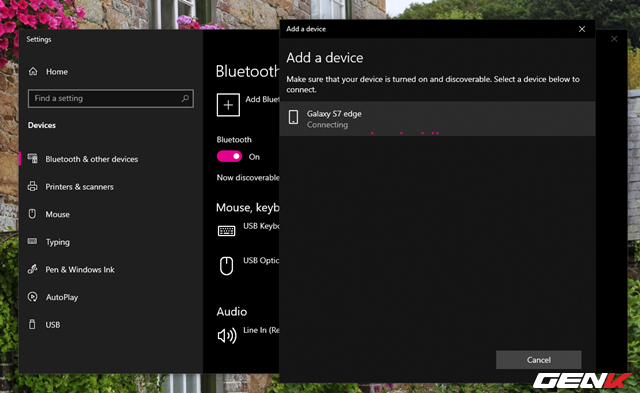 Settings
Home
Find a setting
Devices
Bluetooth & other devices
Printers & scanners
Mouse
Typing
Pen & Windows Ink
AutoPlay
USB
Bluetooth
Add Blue
Bluetooth
On
Now discoverable
Mouse, keyb
USB Keybo
USB Optic
Audio
Line In (Re
Add a device
Add a device
Make sure that your device is turned on and discoverable. Select a device below to
connect.
Galaxy S7 edge
Connecting
Cancel
GENK